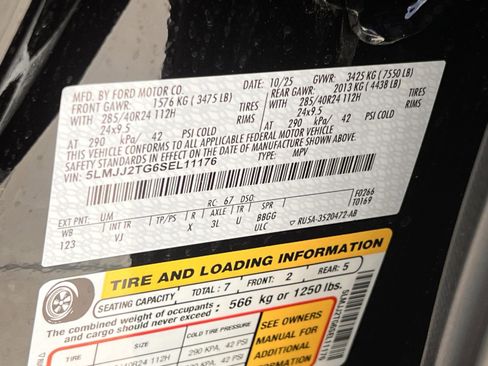 MFD. BY FORD MOTOR CO.
10/25 GVWR: 3425 KG (7550 LB)
FRONT GAWR: 1576 KG (3475 LB) REAR GAWR: 2013 KG (4438 LB)
WITH 285/40R24 112H TIRES WITH 285/40R24 112H TIRES
24x9.5 RIMS 24x9.5 RIMS
AT 290 kPa/ 42 PSI COLD AT 290 kPa/ 42 PSI COLD
THIS VEHICLE CONFORMS TO ALL APPLICABLE FEDERAL MOTOR VEHICLE
SAFETY STANDARDS IN EFFECT ON THE DATE OF MANUFACTURE SHOWN ABOVE.
VIN: 5LMJJ2TG6SEL11176 TYPE: MPV
F0266
T0169
EXT PNT: UM RC: 67 DSO:
WB INT TR TP/PS R AXLE TR SPR
123 VJ X 3L U BBGG
ULC RU5A-3520472-AB
TIRE AND LOADING INFORMATION
SEATING CAPACITY TOTAL: 7 FRONT: 2 REAR: 5
The combined weight of occupants and cargo should never exceed: 566 kg or 1250 lbs.
TIRE COLD TIRE PRESSURE
285/40R24 112H 290 KPA, 42 PSI
290 KPA, 42 PSI
SEE OWNERS
MANUAL FOR
ADDITIONAL
INFORMATION